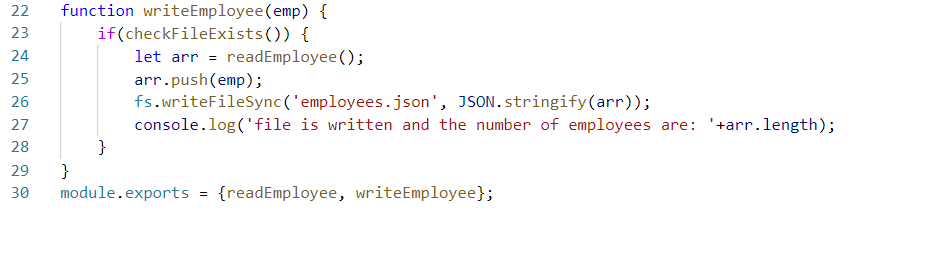 22 function writeEmployee(emp) {
23 if(checkFileExists()) {
24 let arr = readEmployee();
25 arr.push(emp);
26 fs.writeFileSync('employees.json', JSON.stringify(arr));
27 console.log('file is written and the number of employees are: '+arr.length);
28 }
29 }
30 module.exports = {readEmployee, writeEmployee};